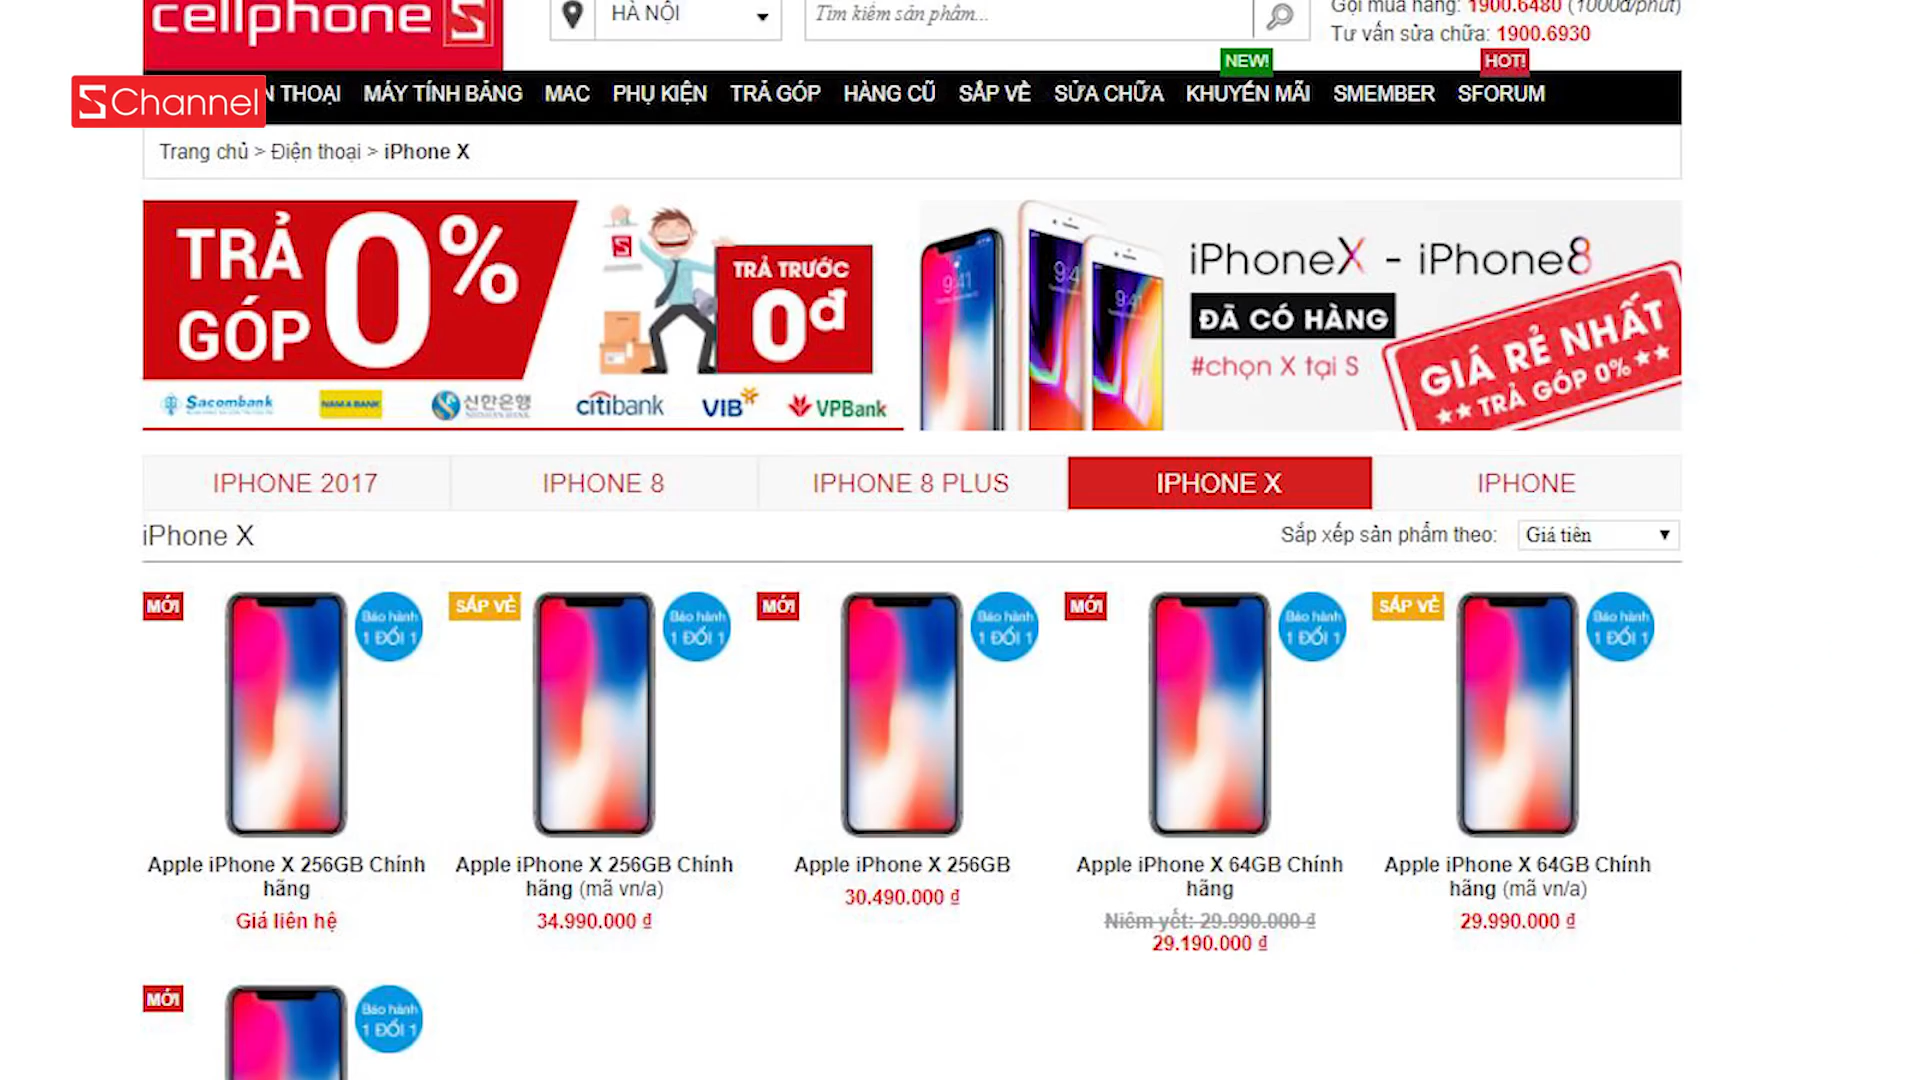 cellphone S
HÀ NỘI
Tìm kiếm sản phẩm...
Gọi mua hàng: 1900.6480 (1000đ/phút)
Tư vấn sửa chữa: 1900.6930
NEW!
HOT!
S Channel
N THOẠI MÁY TÍNH BẢNG MAC PHỤ KIỆN TRẢ GÓP HÀNG CŨ SẮP VỀ SỬA CHỮA KHUYẾN MÃI SMEMBER SFORUM
Trang chủ > Điện thoại > iPhone X
TRẢ GÓP 0%
TRẢ TRƯỚC
0đ
Sacombank NAM A BANK 신한은행 citibank VIB VPBank
9:41 9:4 9:41
iPhoneX - iPhone8
ĐÃ CÓ HÀNG
#chọn X tại S
GIÁ RẺ NHẤT
TRẢ GÓP 0%
IPHONE 2017 IPHONE 8 IPHONE 8 PLUS IPHONE X IPHONE
iPhone X
Sắp xếp sản phẩm theo: Giá tiền
MỚI
Bảo hành
1 ĐỔI 1
SẮP VỀ
Bảo hành
1 ĐỔI 1
MỚI
Bảo hành
1 ĐỔI 1
MỚI
Bảo hành
1 ĐỔI 1
SẮP VỀ
Bảo hành
1 ĐỔI 1
Apple iPhone X 256GB Chính
hãng
Giá liên hệ
Apple iPhone X 256GB Chính
hãng (mã vn/a)
34.990.000 đ
Apple iPhone X 256GB
30.490.000 đ
Apple iPhone X 64GB Chính
hãng
Niêm yết: 29.990.000 đ
29.190.000 đ
Apple iPhone X 64GB Chính
hãng (mã vn/a)
29.990.000 đ
MỚI
Bảo hành
1 ĐỔI 1